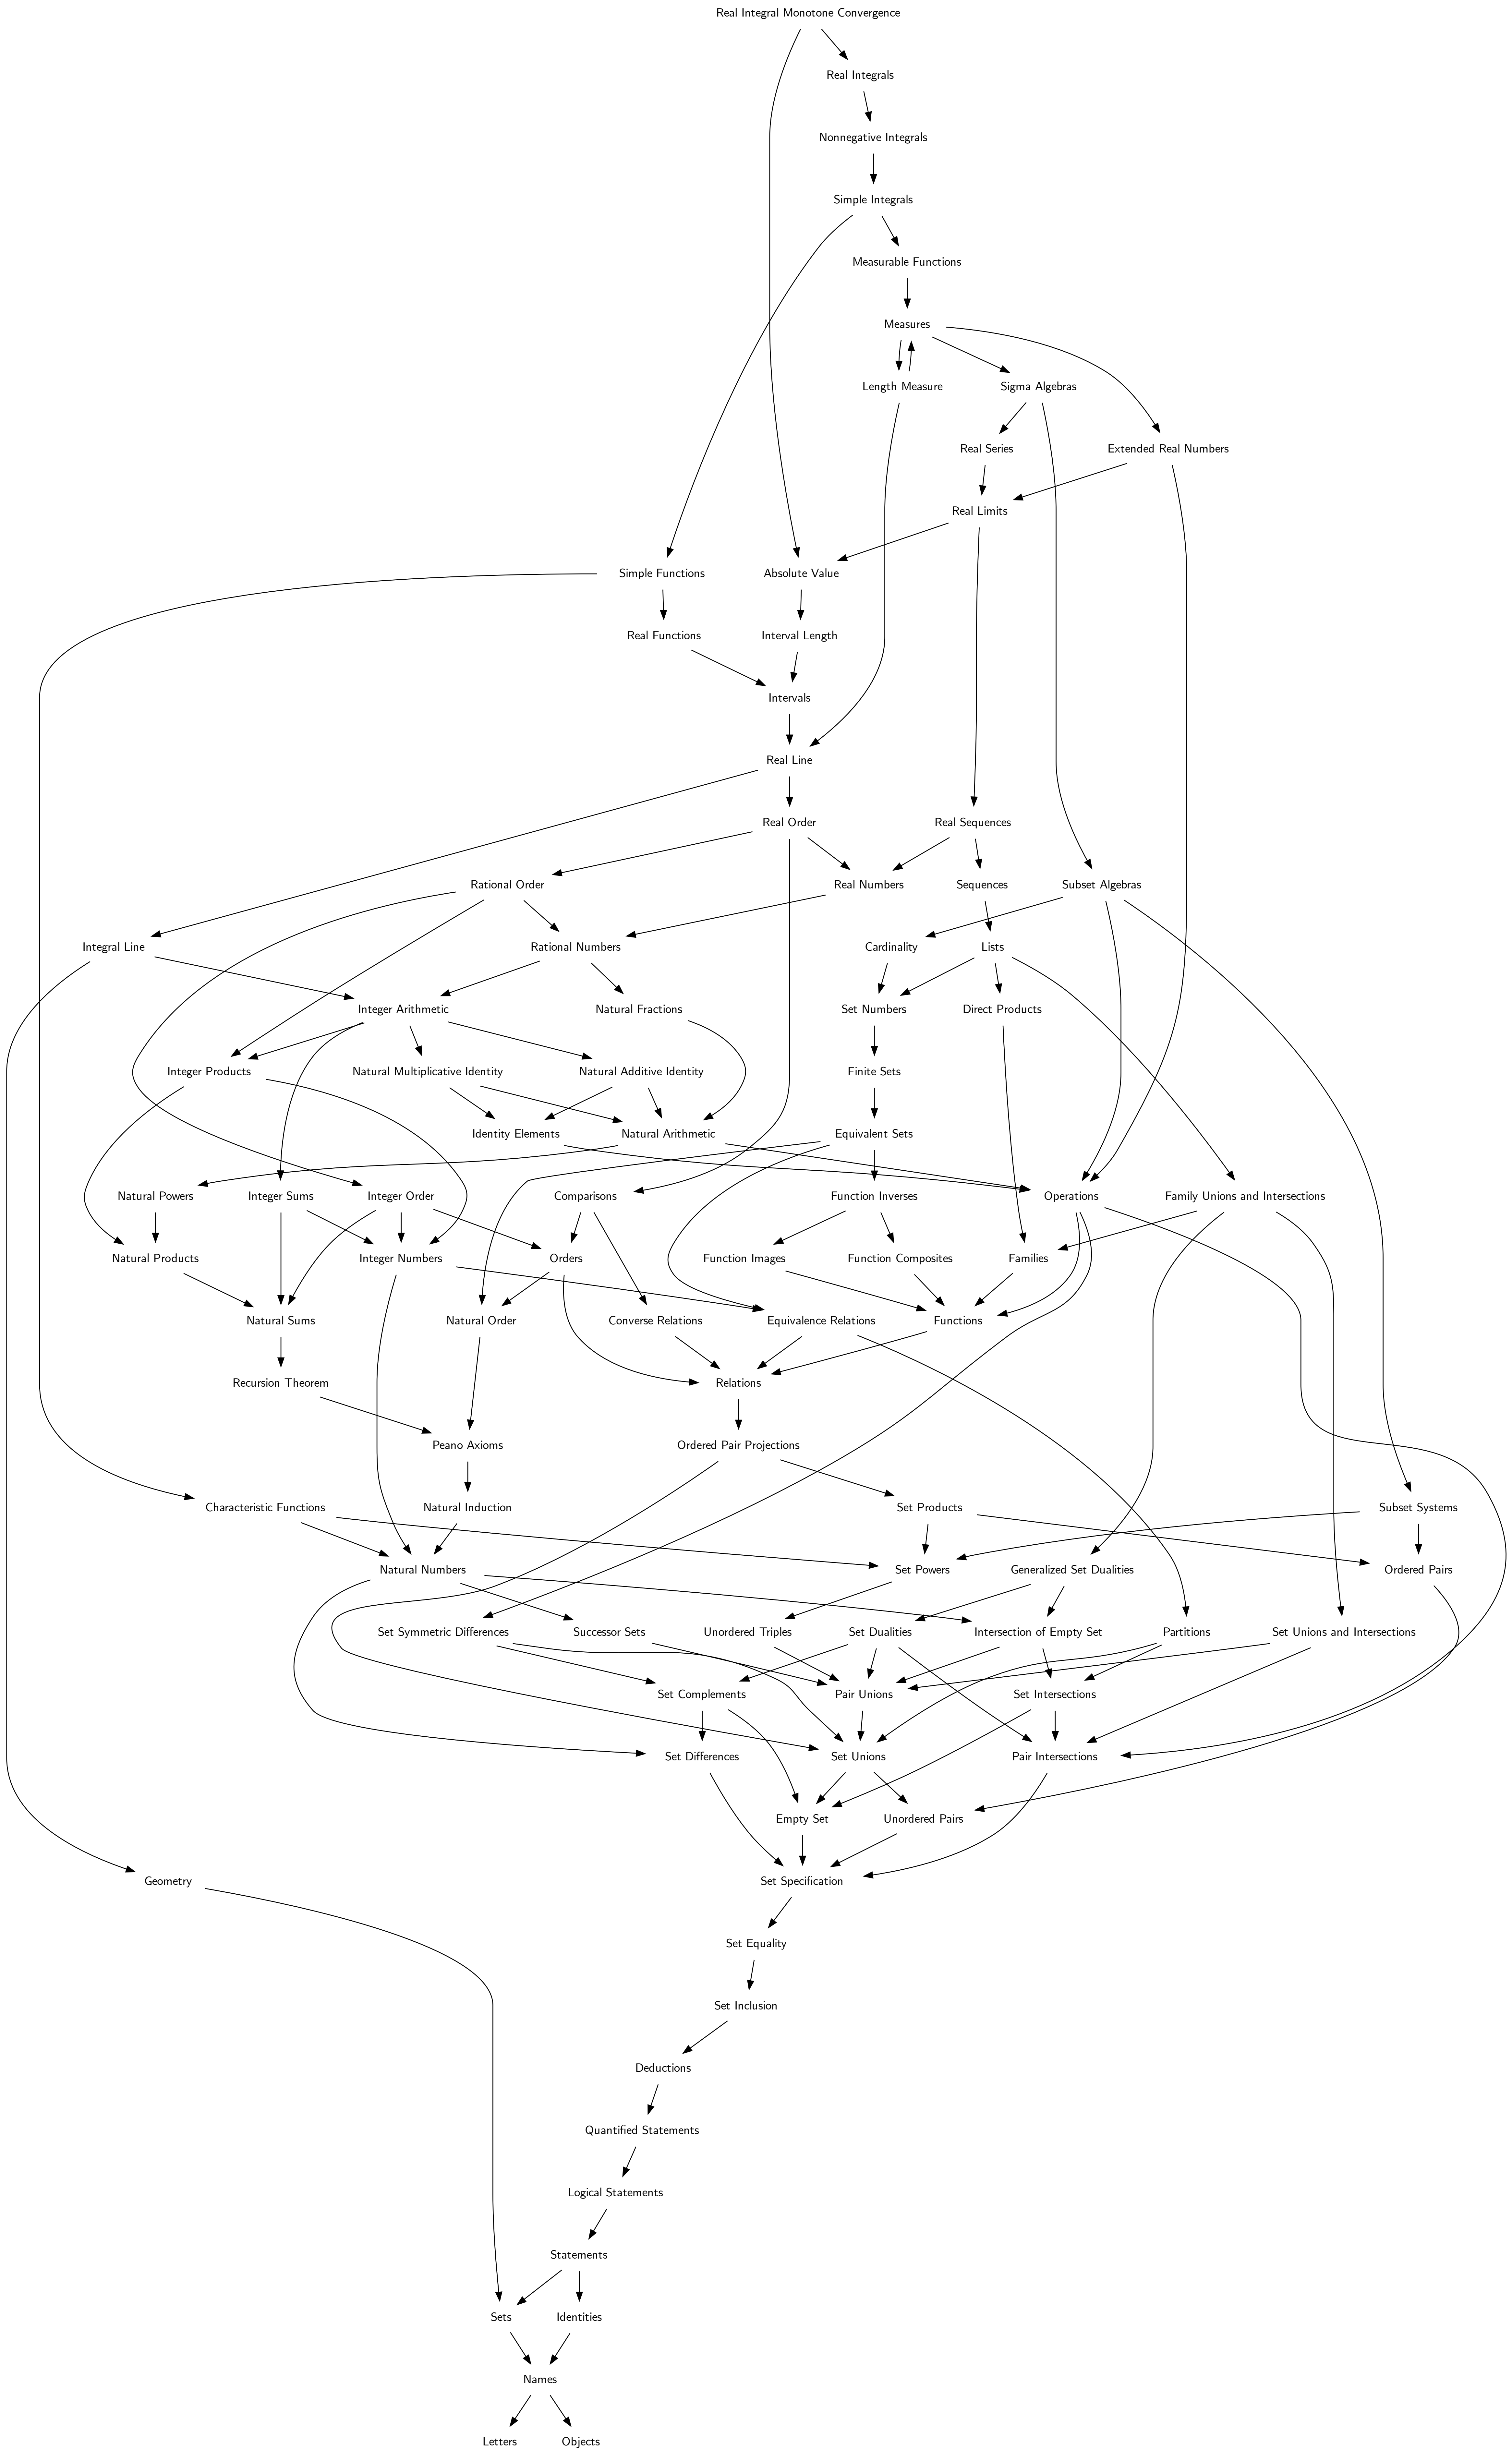 Real Integral Monotone Convergence
Real Integrals
Nonnegative Integrals
Simple Integrals
Measurable Functions
Measures
Length Measure
Sigma Algebras
Real Series
Extended Real Numbers
Real Limits
Simple Functions
Absolute Value
Real Functions
Interval Length
Intervals
Real Line
Real Order
Real Sequences
Rational Order
Real Numbers
Sequences
Subset Algebras
Integral Line
Rational Numbers
Cardinality
Lists
Integer Arithmetic
Natural Fractions
Set Numbers
Direct Products
Integer Products
Natural Multiplicative Identity
Natural Additive Identity
Finite Sets
Identity Elements
Natural Arithmetic
Equivalent Sets
Natural Powers
Integer Sums
Integer Order
Comparisons
Function Inverses
Operations
Family Unions and Intersections
Natural Products
Integer Numbers
Orders
Function Images
Function Composites
Families
Natural Sums
Natural Order
Converse Relations
Equivalence Relations
Functions
Recursion Theorem
Relations
Peano Axioms
Ordered Pair Projections
Characteristic Functions
Natural Induction
Set Products
Subset Systems
Natural Numbers
Set Powers
Generalized Set Dualities
Ordered Pairs
Set Symmetric Differences
Successor Sets
Unordered Triples
Set Dualities
Intersection of Empty Set
Partitions
Set Unions and Intersections
Set Complements
Pair Unions
Set Intersections
Set Differences
Set Unions
Pair Intersections
Empty Set
Unordered Pairs
Geometry
Set Specification
Set Equality
Set Inclusion
Deductions
Quantified Statements
Logical Statements
Statements
Sets
Identities
Names
Letters
Objects